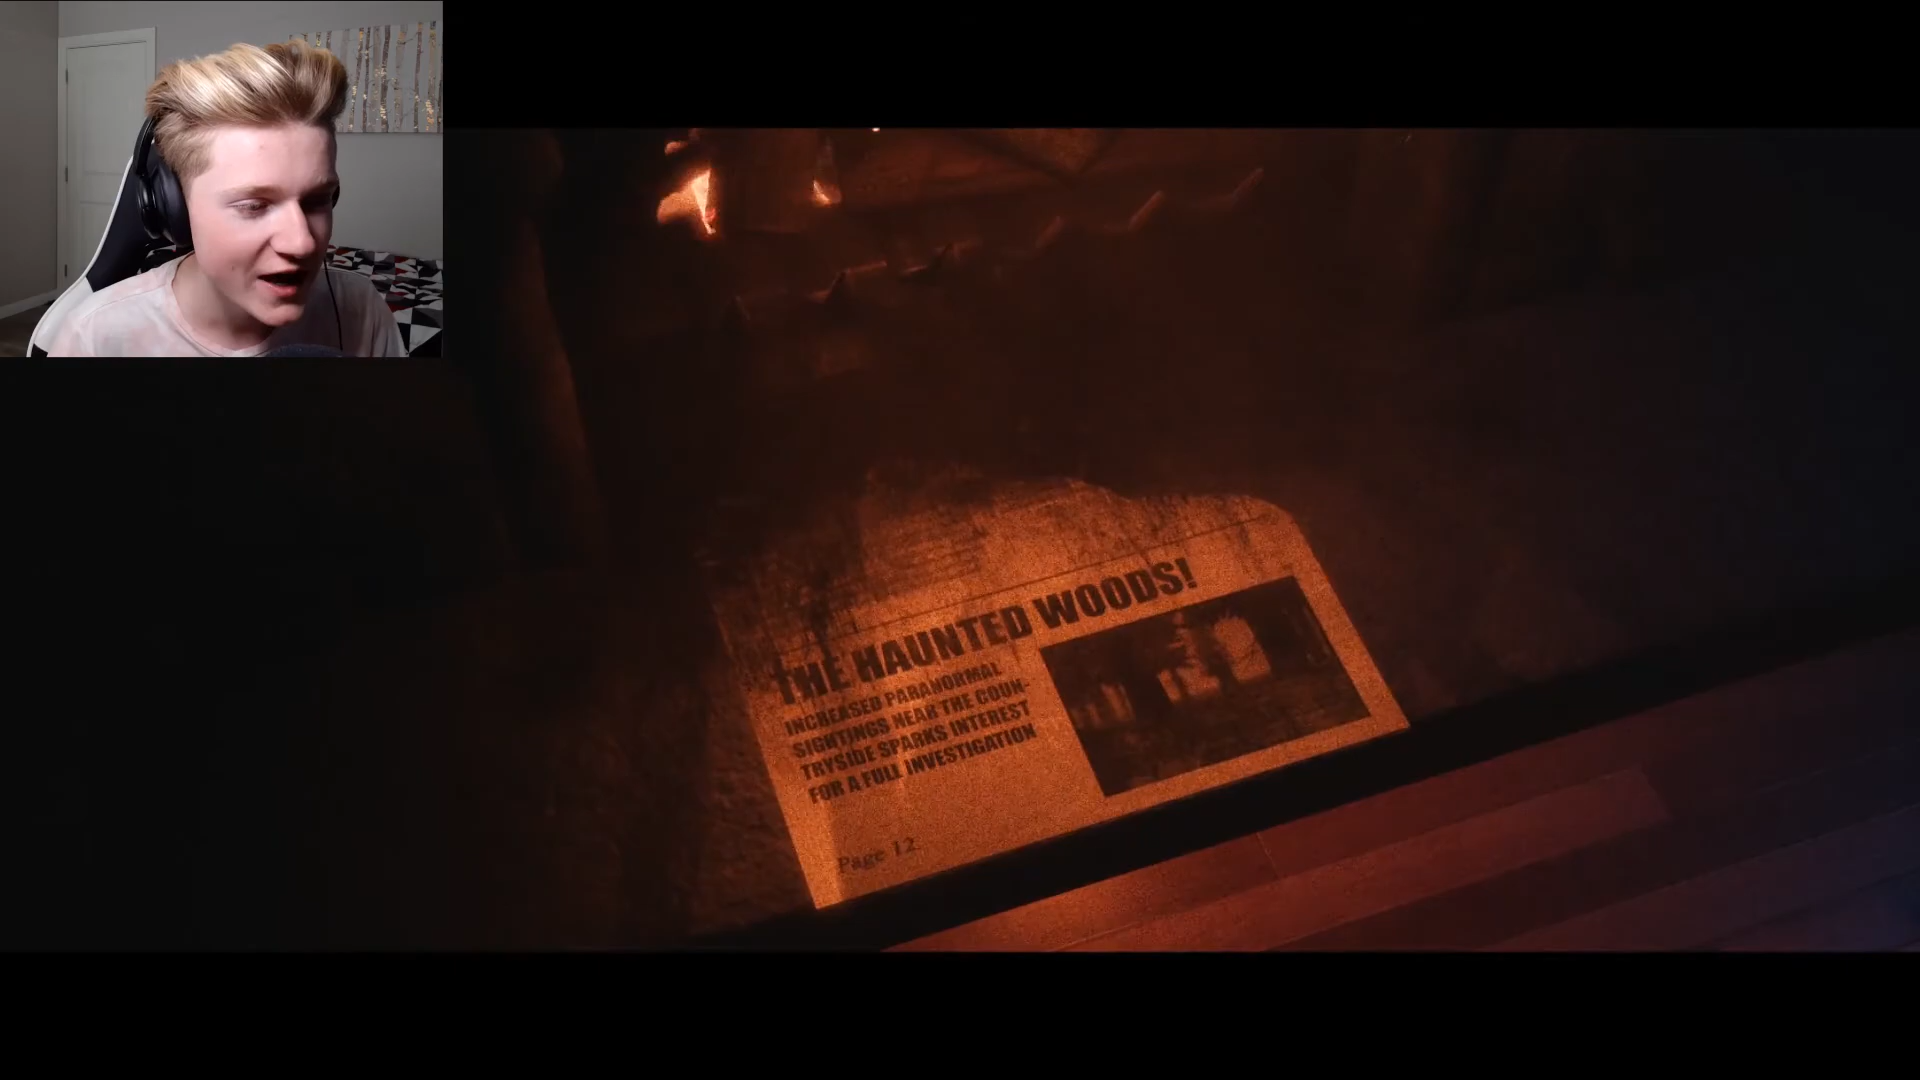 THE HAUNTED WOODS!
INCREASED PARANORMAL
SIGHTINGS NEAR THE COUN-
TRYSIDE SPARKS INTEREST
FOR A FULL INVESTIGATION
Page 12